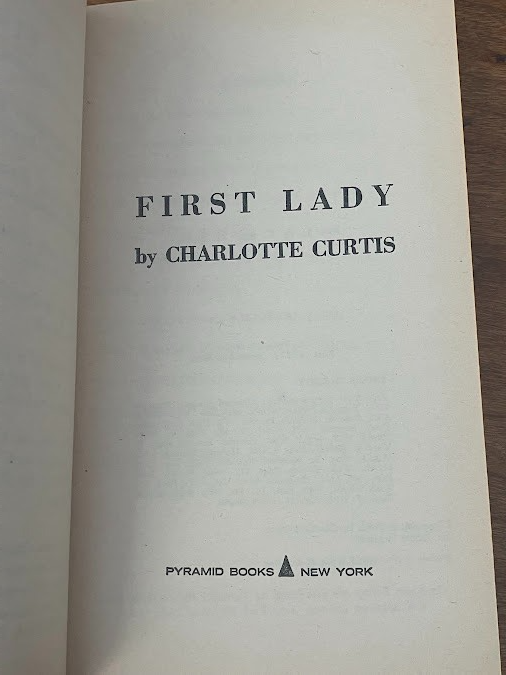 FIRST LADY
by CHARLOTTE CURTIS
PYRAMID BOOKS NEW YORK